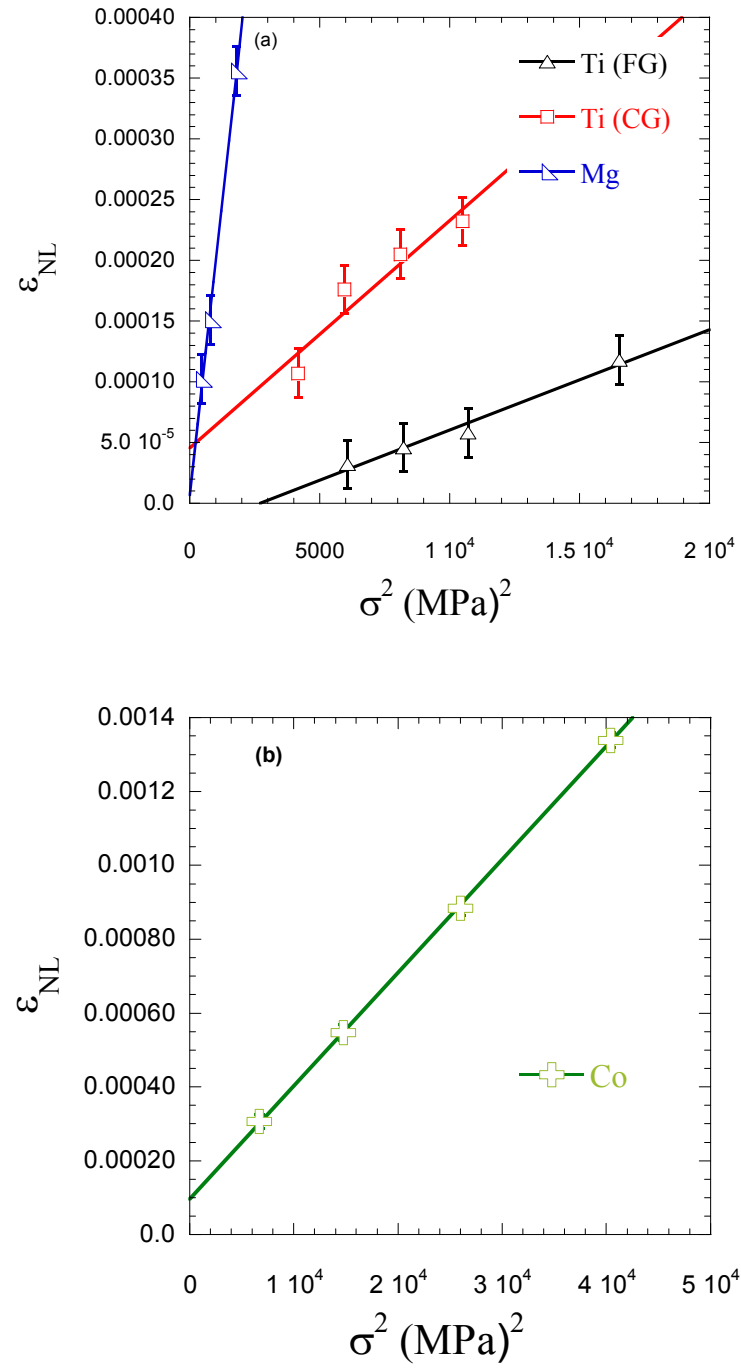 0.00040
(a)
Ti (FG)
0.00035
Ti (CG)
0.00030
Mg
0.00025
0.00020
0.00015
0.00010
5.0 10⁻⁵
0.0
ε_NL
0 5000 1 10⁴ 1.5 10⁴ 2 10⁴
σ² (MPa)²
0.0014
(b)
0.0012
0.0010
0.00080
0.00060
Co
0.00040
0.00020
0.0
ε_NL
0 1 10⁴ 2 10⁴ 3 10⁴ 4 10⁴ 5 10⁴
σ² (MPa)²